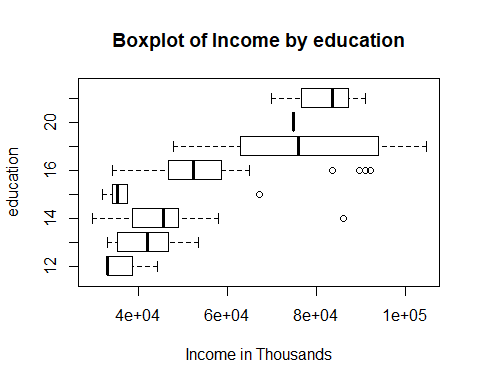 Boxplot of Income by education
education
20
16
14
12
4e+04 6e+04 8e+04 1e+05
Income in Thousands